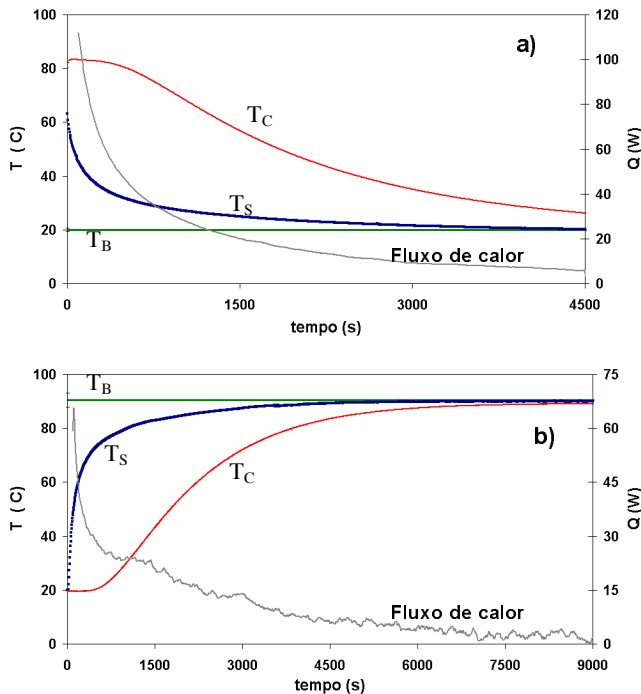 a)
T ( C)
100
80
60
40
20
0
T_C
T_S
T_B
Fluxo de calor
120
100
80
60
40
20
0
Q (W)
0 1500 3000 4500
tempo (s)
b)
T ( C)
100
80
60
40
20
0
T_B
T_S
T_C
Fluxo de calor
75
60
45
30
15
0
Q (W)
0 1500 3000 4500 6000 7500 9000
tempo (s)